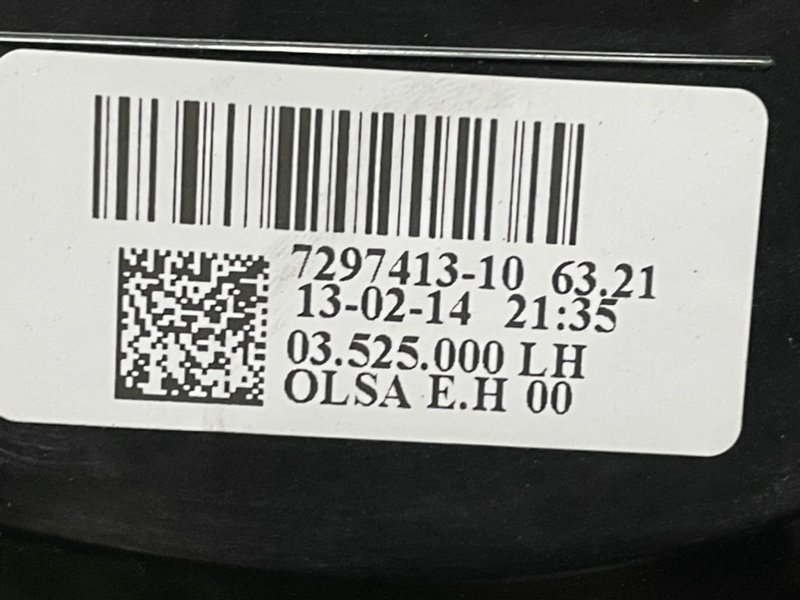 7297413-10 63.21
13-02-14 21:35
03.525.000 LH
OLSA E.H 00